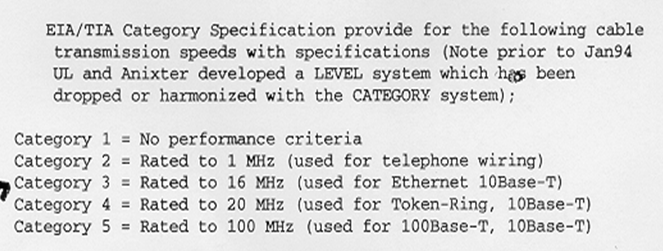 EIA/TIA Category Specification provide for the following cable
transmission speeds with specifications (Note prior to Jan94
UL and Anixter developed a LEVEL system which has been
dropped or harmonized with the CATEGORY system);
Category 1 = No performance criteria
Category 2 = Rated to 1 MHz (used for telephone wiring)
Category 3 = Rated to 16 MHz (used for Ethernet 10Base-T)
Category 4 = Rated to 20 MHz (used for Token-Ring, 10Base-T)
Category 5 = Rated to 100 MHz (used for 100Base-T, 10Base-T)